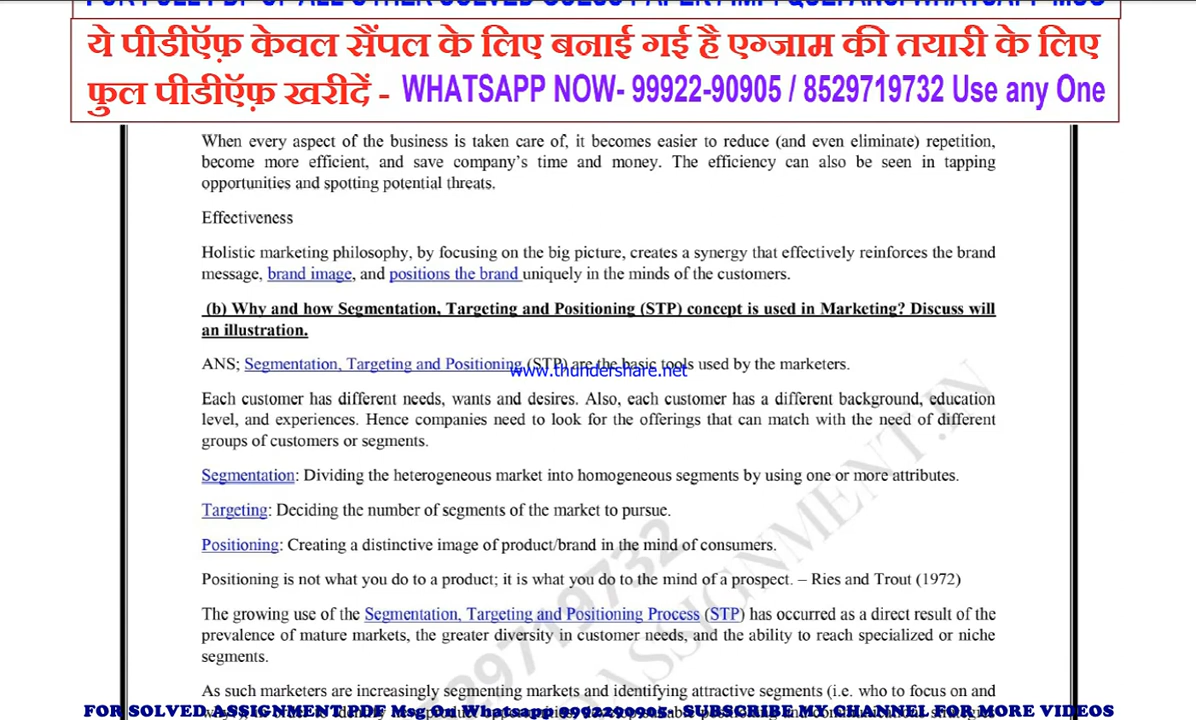 ये पीडीऍफ़ केवल सैंपल के लिए बनाई गई है एग्जाम की तयारी के लिए
फुल पीडीऍफ़ खरीदें - WHATSAPP NOW- 99922-90905 / 8529719732 Use any One
When every aspect of the business is taken care of, it becomes easier to reduce (and even eliminate) repetition,
become more efficient, and save company's time and money. The efficiency can also be seen in tapping
opportunities and spotting potential threats.
Effectiveness
Holistic marketing philosophy, by focusing on the big picture, creates a synergy that effectively reinforces the brand
message, brand image, and positions the brand uniquely in the minds of the customers.
(b) Why and how Segmentation, Targeting and Positioning (STP) concept is used in Marketing? Discuss will
an illustration.
ANS; Segmentation, Targeting and Positioning (STP) are the basic tools used by the marketers.
www.thundershare.net
Each customer has different needs, wants and desires. Also, each customer has a different background, education
level, and experiences. Hence companies need to look for the offerings that can match with the need of different
groups of customers or segments.
Segmentation: Dividing the heterogeneous market into homogeneous segments by using one or more attributes.
Targeting: Deciding the number of segments of the market to pursue.
Positioning: Creating a distinctive image of product/brand in the mind of consumers.
Positioning is not what you do to a product; it is what you do to the mind of a prospect. – Ries and Trout (1972)
The growing use of the Segmentation, Targeting and Positioning Process (STP) has occurred as a direct result of the
prevalence of mature markets, the greater diversity in customer needs, and the ability to reach specialized or niche
segments.
As such marketers are increasingly segmenting markets and identifying attractive segments (i.e. who to focus on and
FOR SOLVED ASSIGNMENT PDF Msg On Whatsapp 9992290905- SUBSCRIBE MY CHANNEL FOR MORE VIDEOS